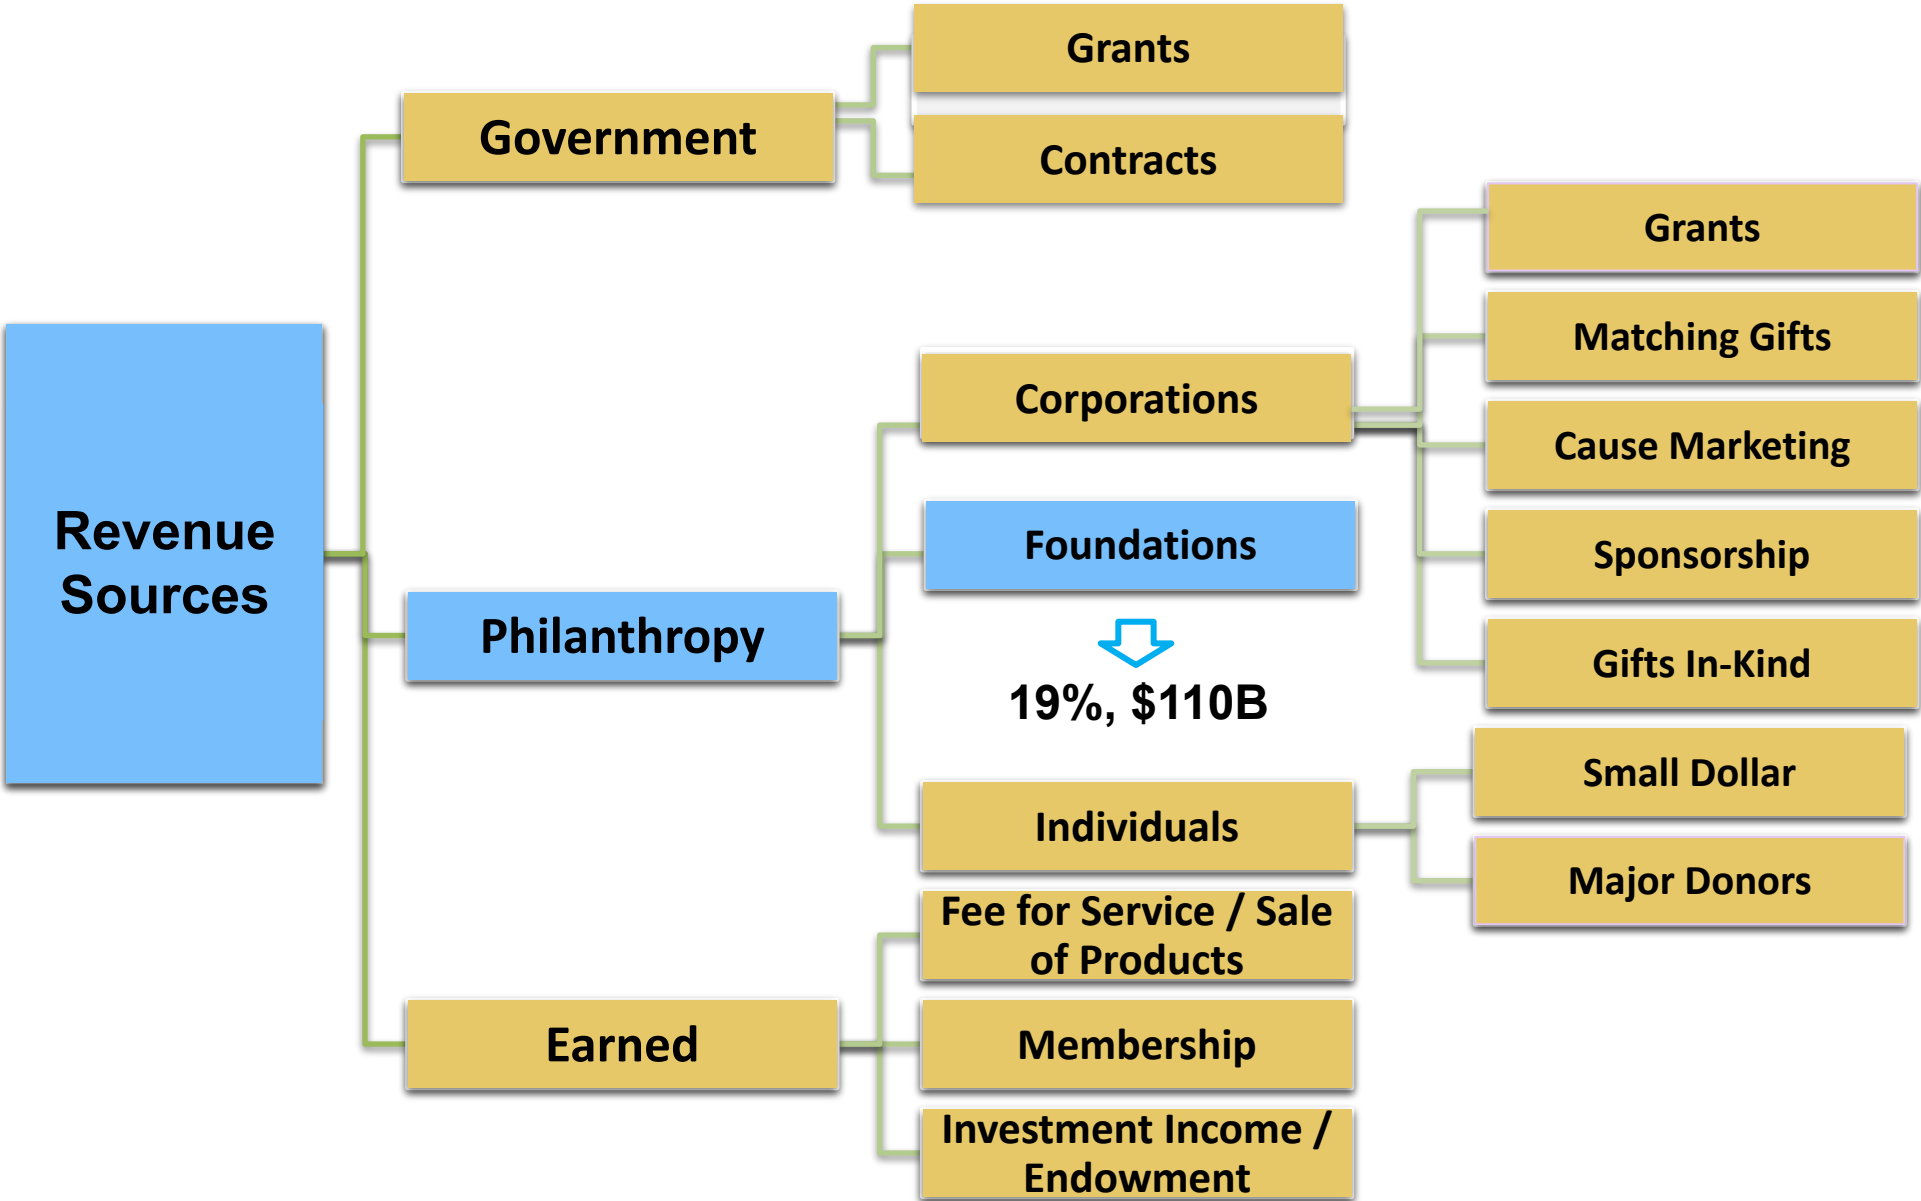 Revenue
Sources
Government
Grants
Contracts
Philanthropy
Corporations
Grants
Matching Gifts
Cause Marketing
Sponsorship
Gifts In-Kind
Foundations
19%, $110B
Individuals
Small Dollar
Major Donors
Earned
Fee for Service / Sale
of Products
Membership
Investment Income /
Endowment